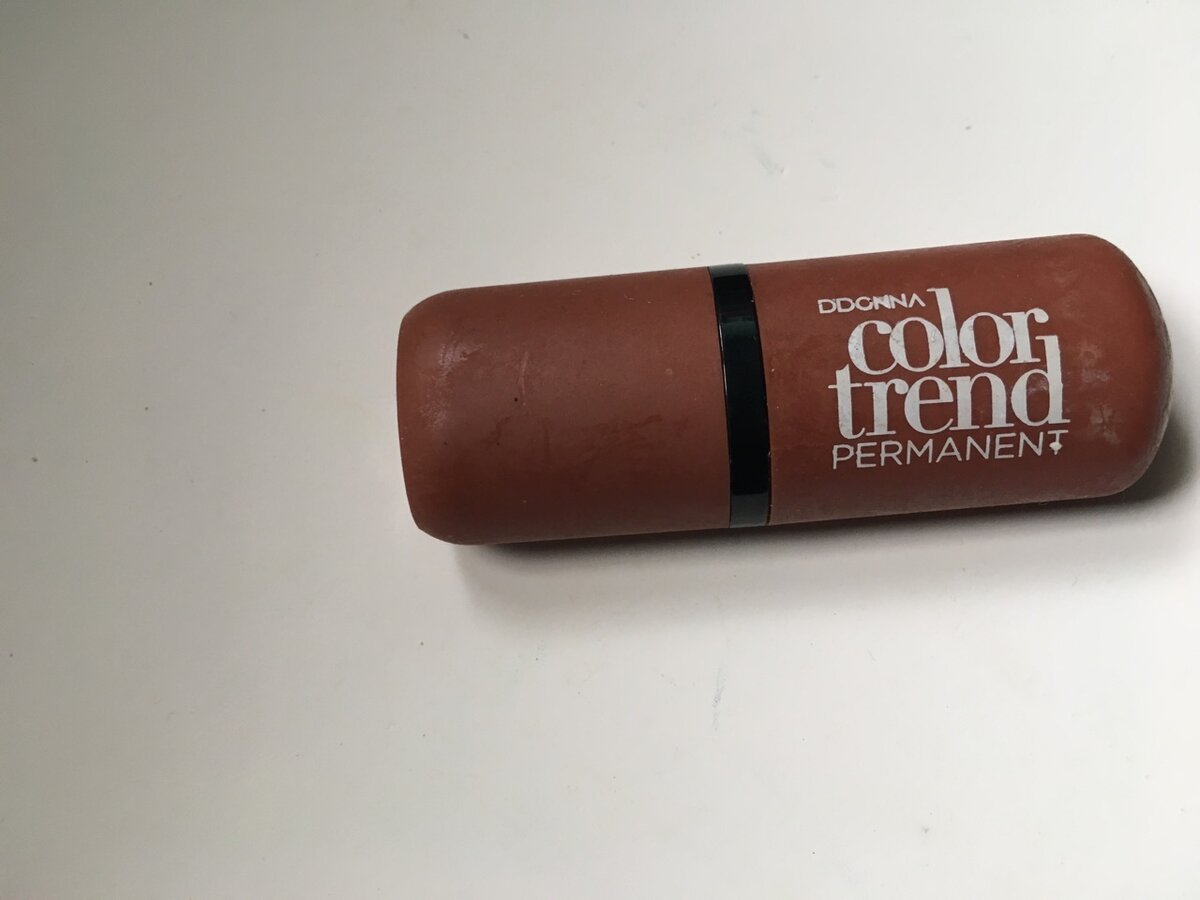 DDONNA
color
trend
PERMANENT